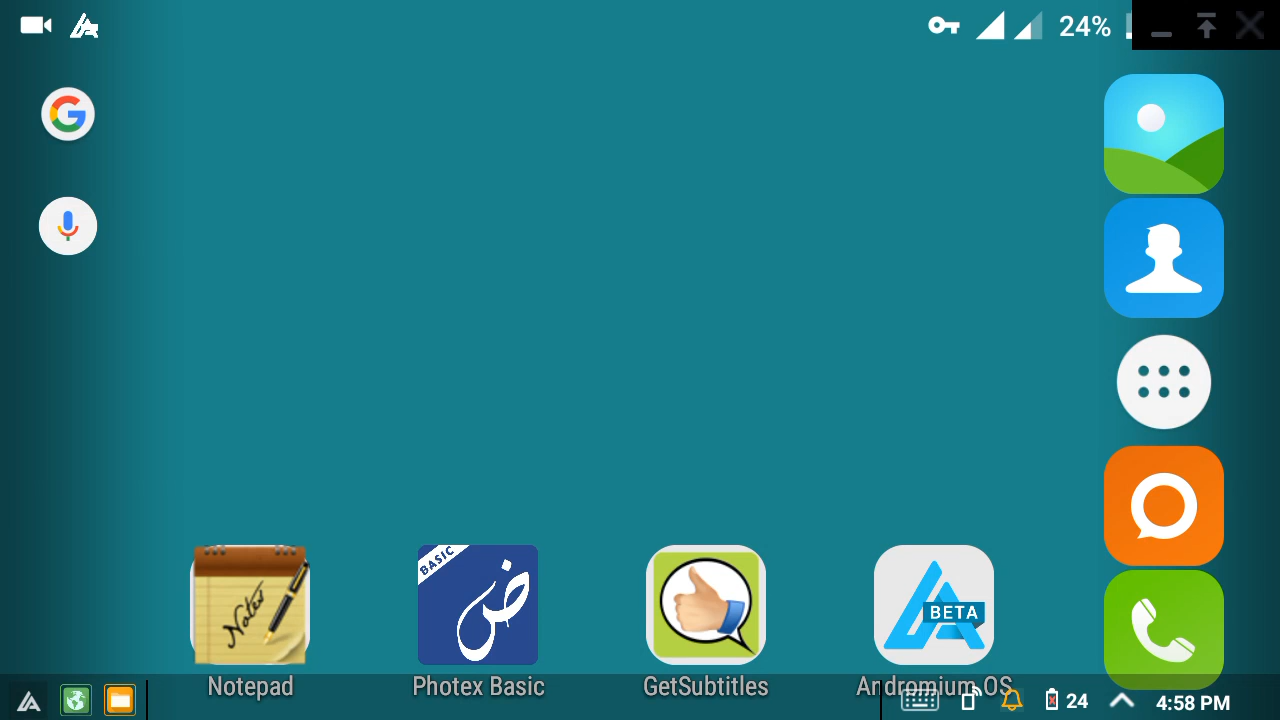 24%
Notes
BASIC
ض
BETA
Notepad
Photex Basic
GetSubtitles
Andromium OS
24
4:58 PM